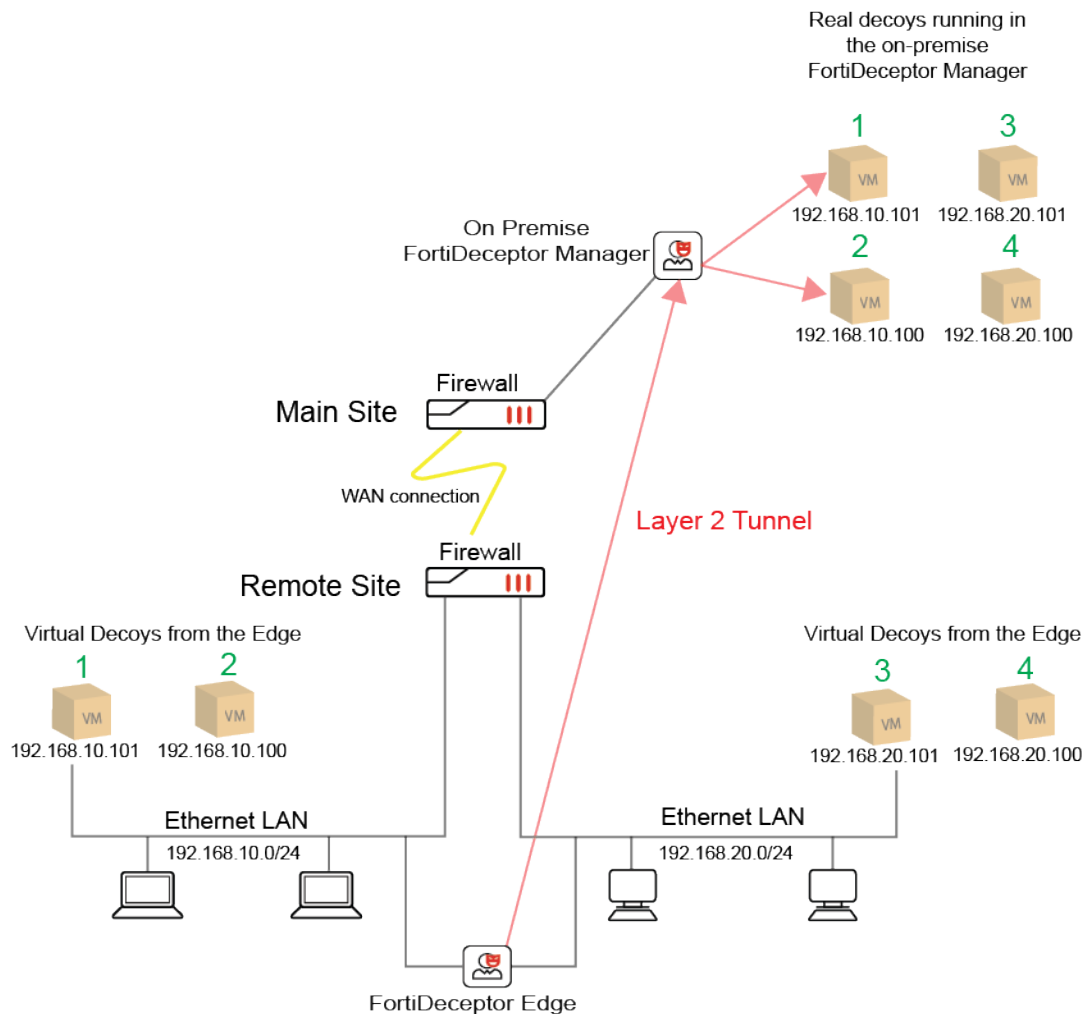 Real decoys running in
the on-premise
FortiDeceptor Manager
1
3
VM
VM
192.168.10.101
192.168.20.101
On Premise
FortiDeceptor Manager
2
4
VM
VM
192.168.10.100
192.168.20.100
Firewall
Main Site
WAN connection
Layer 2 Tunnel
Firewall
Remote Site
Virtual Decoys from the Edge
1
2
VM
VM
192.168.10.101
192.168.10.100
Virtual Decoys from the Edge
3
4
VM
VM
192.168.20.101
192.168.20.100
Ethernet LAN
192.168.10.0/24
Ethernet LAN
192.168.20.0/24
FortiDeceptor Edge